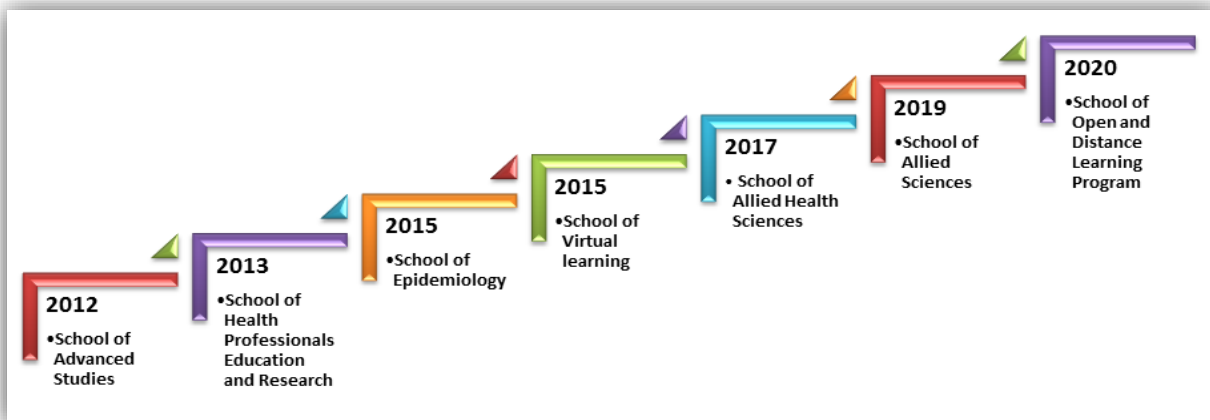 2012
•School of
Advanced
Studies
2013
•School of
Health
Professionals
Education
and Research
2015
•School of
Epidemiology
2015
•School of
Virtual
learning
2017
• School of
Allied Health
Sciences
2019
•School of
Allied
Sciences
2020
•School of
Open and
Distance
Learning
Program